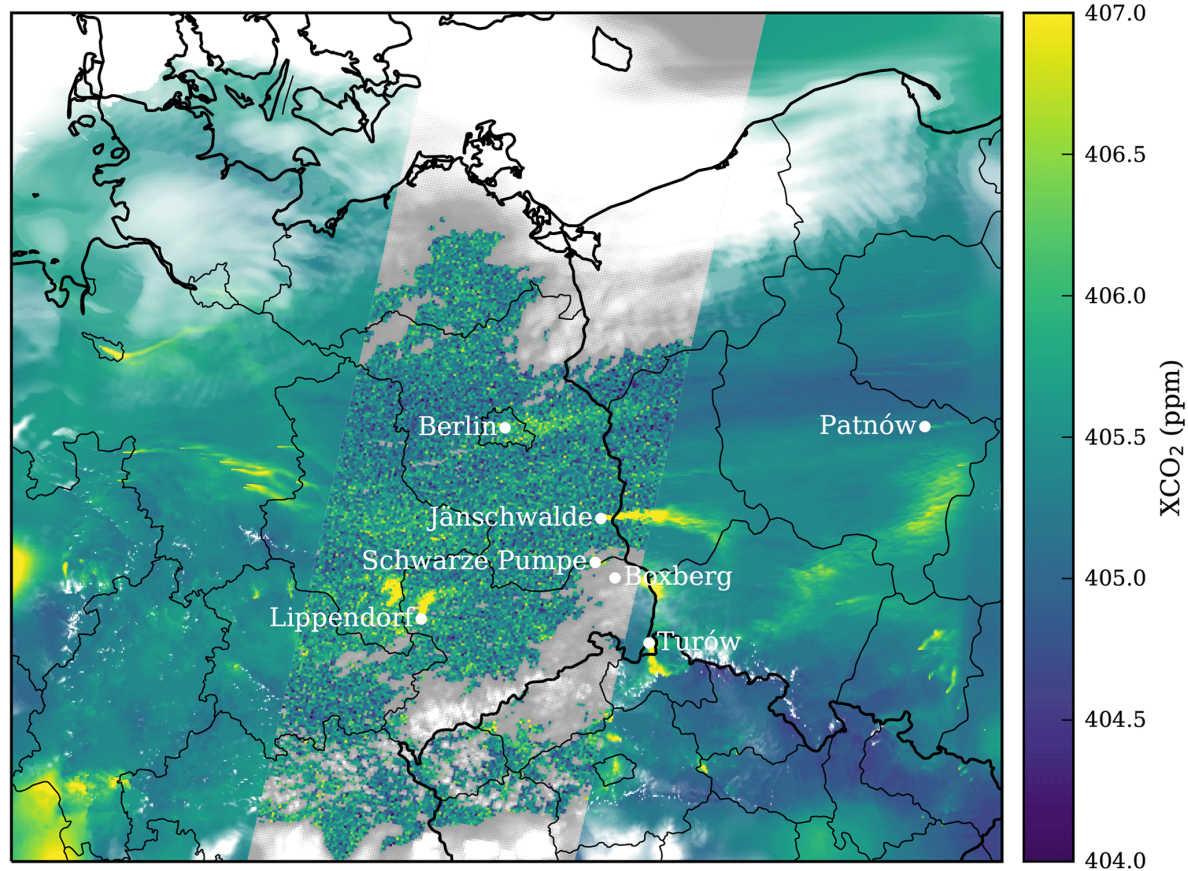 407.0
406.5
406.0
405.5
405.0
404.5
404.0
XCO₂ (ppm)
Berlin
Patnów
Jänschwalde
Schwarze Pumpe
Boxberg
Lippendorf
Turów